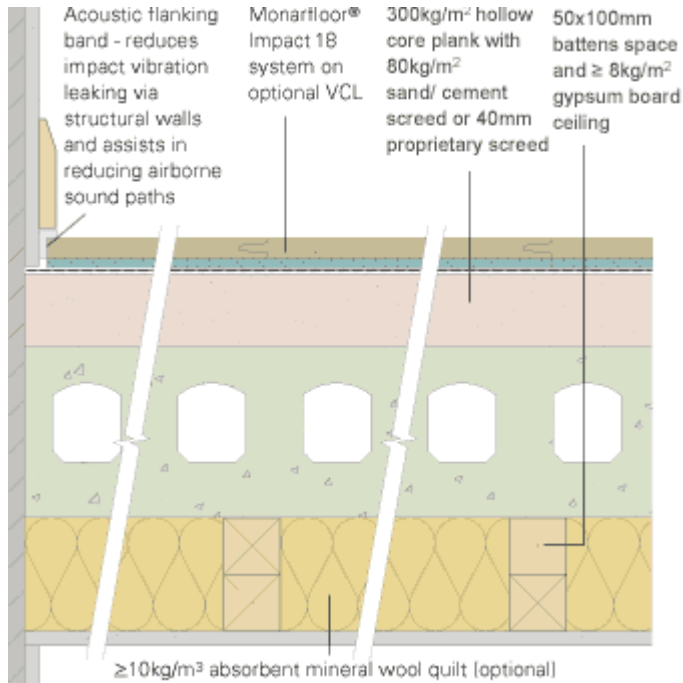 Acoustic flanking
band - reduces
impact vibration
leaking via
structural walls
and assists in
reducing airborne
sound paths
Monarfloor®
Impact 18
system on
optional VCL
300kg/m² hollow
core plank with
80kg/m²
sand/ cement
screed or 40mm
proprietary screed
50x100mm
battens space
and ≥ 8kg/m²
gypsum board
ceiling
≥10kg/m³ absorbent mineral wool quilt (optional)